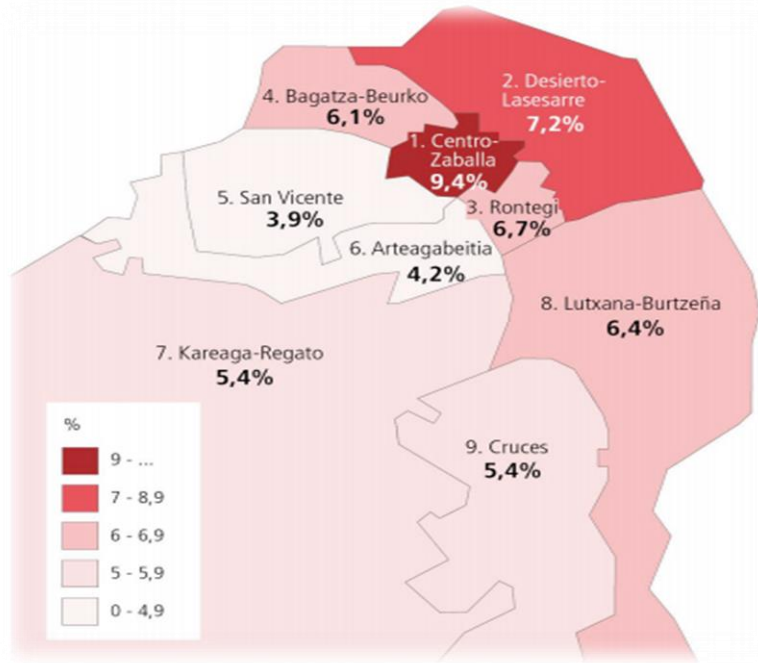 2. Desierto-
Lasesarre
7,2%
4. Bagatza-Beurko
6,1%
1. Centro-
Zaballa
9,4%
5. San Vicente
3,9%
3. Rontegi
6,7%
6. Arteagabeitia
4,2%
8. Lutxana-Burtzeña
6,4%
7. Kareaga-Regato
5,4%
9. Cruces
5,4%
%
9 - ...
7 - 8,9
6 - 6,9
5 - 5,9
0 - 4,9